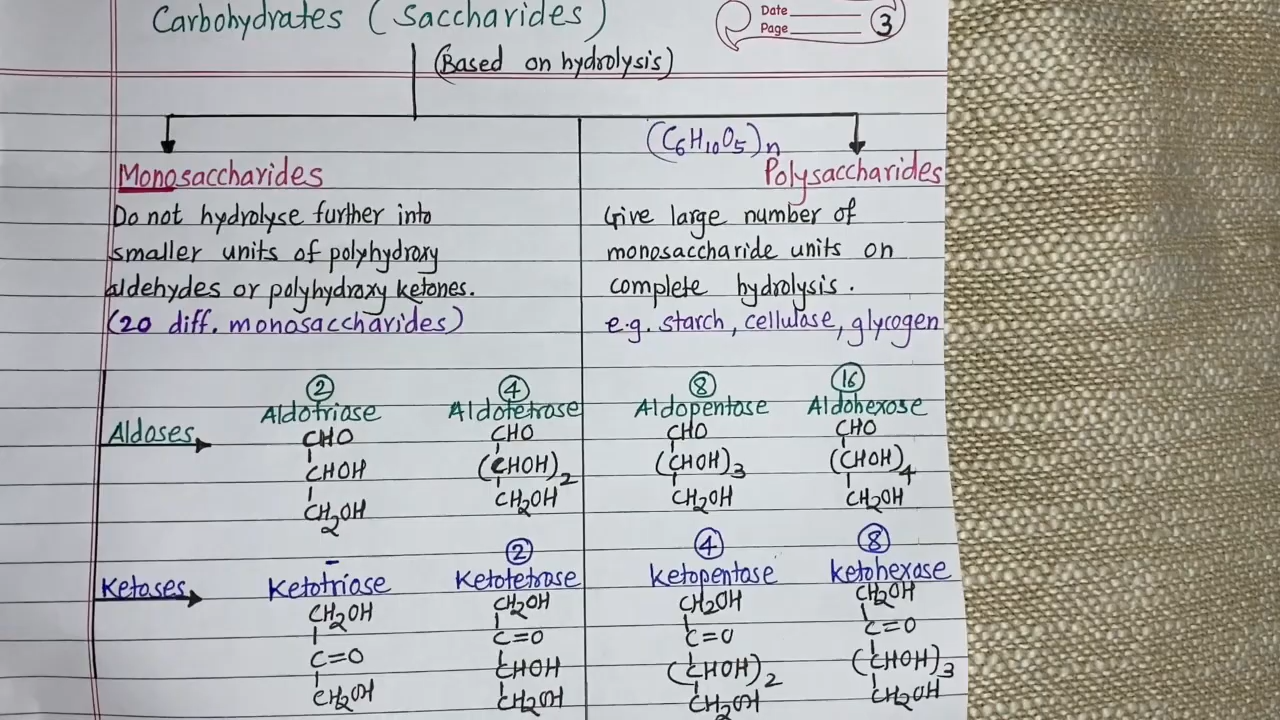 Carbohydrates (Saccharides)
Date
Page 3
(Based on hydrolysis)
(C6H10O5)n
Monosaccharides
Do not hydrolyse further into
smaller units of polyhydroxy
aldehydes or polyhydroxy ketones.
(20 diff. monosaccharides)
Polysaccharides
Give large number of
monosaccharide units on
complete hydrolysis.
e.g. starch, cellulase, glycogen
2 4 8 16
Aldoses Aldotriose Aldotetrose Aldopentose Aldohexose
CHO CHO CHO CHO
CHOH (CHOH)2 (CHOH)3 (CHOH)4
CH2OH CH2OH CH2OH CH2OH
- 2 4 8
Ketoses Ketotriose Ketotetrose Ketopentose Ketohexose
CH2OH CH2OH CH2OH CH2OH
C=O C=O C=O C=O
CH2OH CHOH (CHOH)2 (CHOH)3
CH2OH CH2OH CH2OH